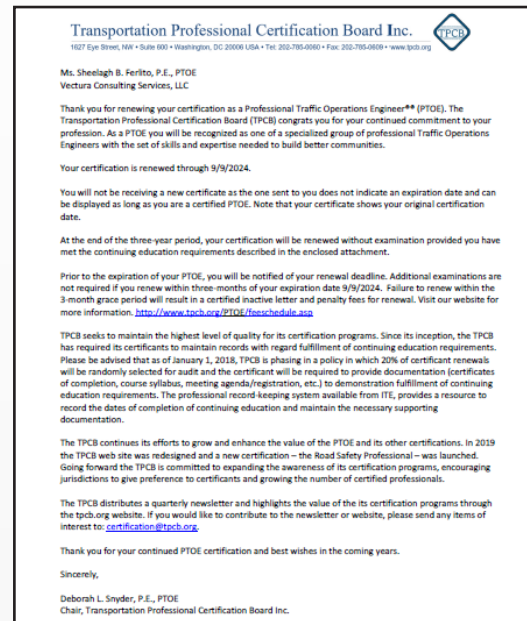 Transportation Professional Certification Board Inc.
TPCB
1627 Eye Street, NW • Suite 600 • Washington, DC 20006 USA • Tel: 202-785-0060 • Fax: 202-785-0609 • www.tpcb.org
Ms. Sheelagh B. Ferlito, P.E., PTOE
Vectura Consulting Services, LLC
Thank you for renewing your certification as a Professional Traffic Operations Engineer℠ (PTOE). The
Transportation Professional Certification Board (TPCB) congrats you for your continued commitment to your
profession. As a PTOE you will be recognized as one of a specialized group of professional Traffic Operations
Engineers with the set of skills and expertise needed to build better communities.
Your certification is renewed through 9/9/2024.
You will not be receiving a new certificate as the one sent to you does not indicate an expiration date and can
be displayed as long as you are a certified PTOE. Note that your certificate shows your original certification
date.
At the end of the three-year period, your certification will be renewed without examination provided you have
met the continuing education requirements described in the enclosed attachment.
Prior to the expiration of your PTOE, you will be notified of your renewal deadline. Additional examinations are
not required if you renew within three-months of your expiration date 9/9/2024. Failure to renew within the
3-month grace period will result in a certified inactive letter and penalty fees for renewal. Visit our website for
more information. http://www.tpcb.org/PTOE/feeschedule.asp
TPCB seeks to maintain the highest level of quality for its certification programs. Since its inception, the TPCB
has required its certificants to maintain records with regard fulfillment of continuing education requirements.
Please be advised that as of January 1, 2018, TPCB is phasing in a policy in which 20% of certificant renewals
will be randomly selected for audit and the certificant will be required to provide documentation (certificates
of completion, course syllabus, meeting agenda/registration, etc.) to demonstration fulfillment of continuing
education requirements. The professional record-keeping system available from ITE, provides a resource to
record the dates of completion of continuing education and maintain the necessary supporting
documentation.
The TPCB continues its efforts to grow and enhance the value of the PTOE and its other certifications. In 2019
the TPCB web site was redesigned and a new certification – the Road Safety Professional – was launched.
Going forward the TPCB is committed to expanding the awareness of its certification programs, encouraging
jurisdictions to give preference to certificants and growing the number of certified professionals.
The TPCB distributes a quarterly newsletter and highlights the value of its certification programs through
the tpcb.org website. If you would like to contribute to the newsletter or website, please send any items of
interest to: certification@tpcb.org.
Thank you for your continued PTOE certification and best wishes in the coming years.
Sincerely,
Deborah L. Snyder, P.E., PTOE
Chair, Transportation Professional Certification Board Inc.